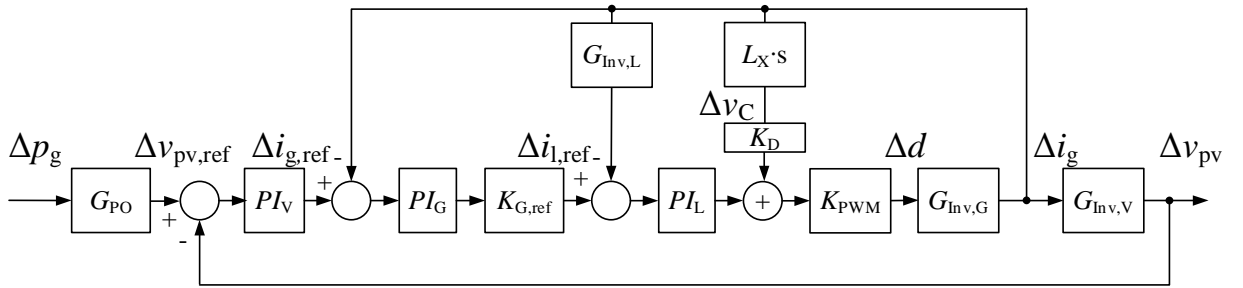 G_Inv,L
L_X·s
Δv_C
K_D
Δp_g
Δv_pv,ref
Δi_g,ref
-
Δi_l,ref
-
Δd
Δi_g
Δv_pv
G_PO
+
-
PI_V
+
PI_G
K_G,ref
+
PI_L
+
K_PWM
G_Inv,G
G_Inv,V